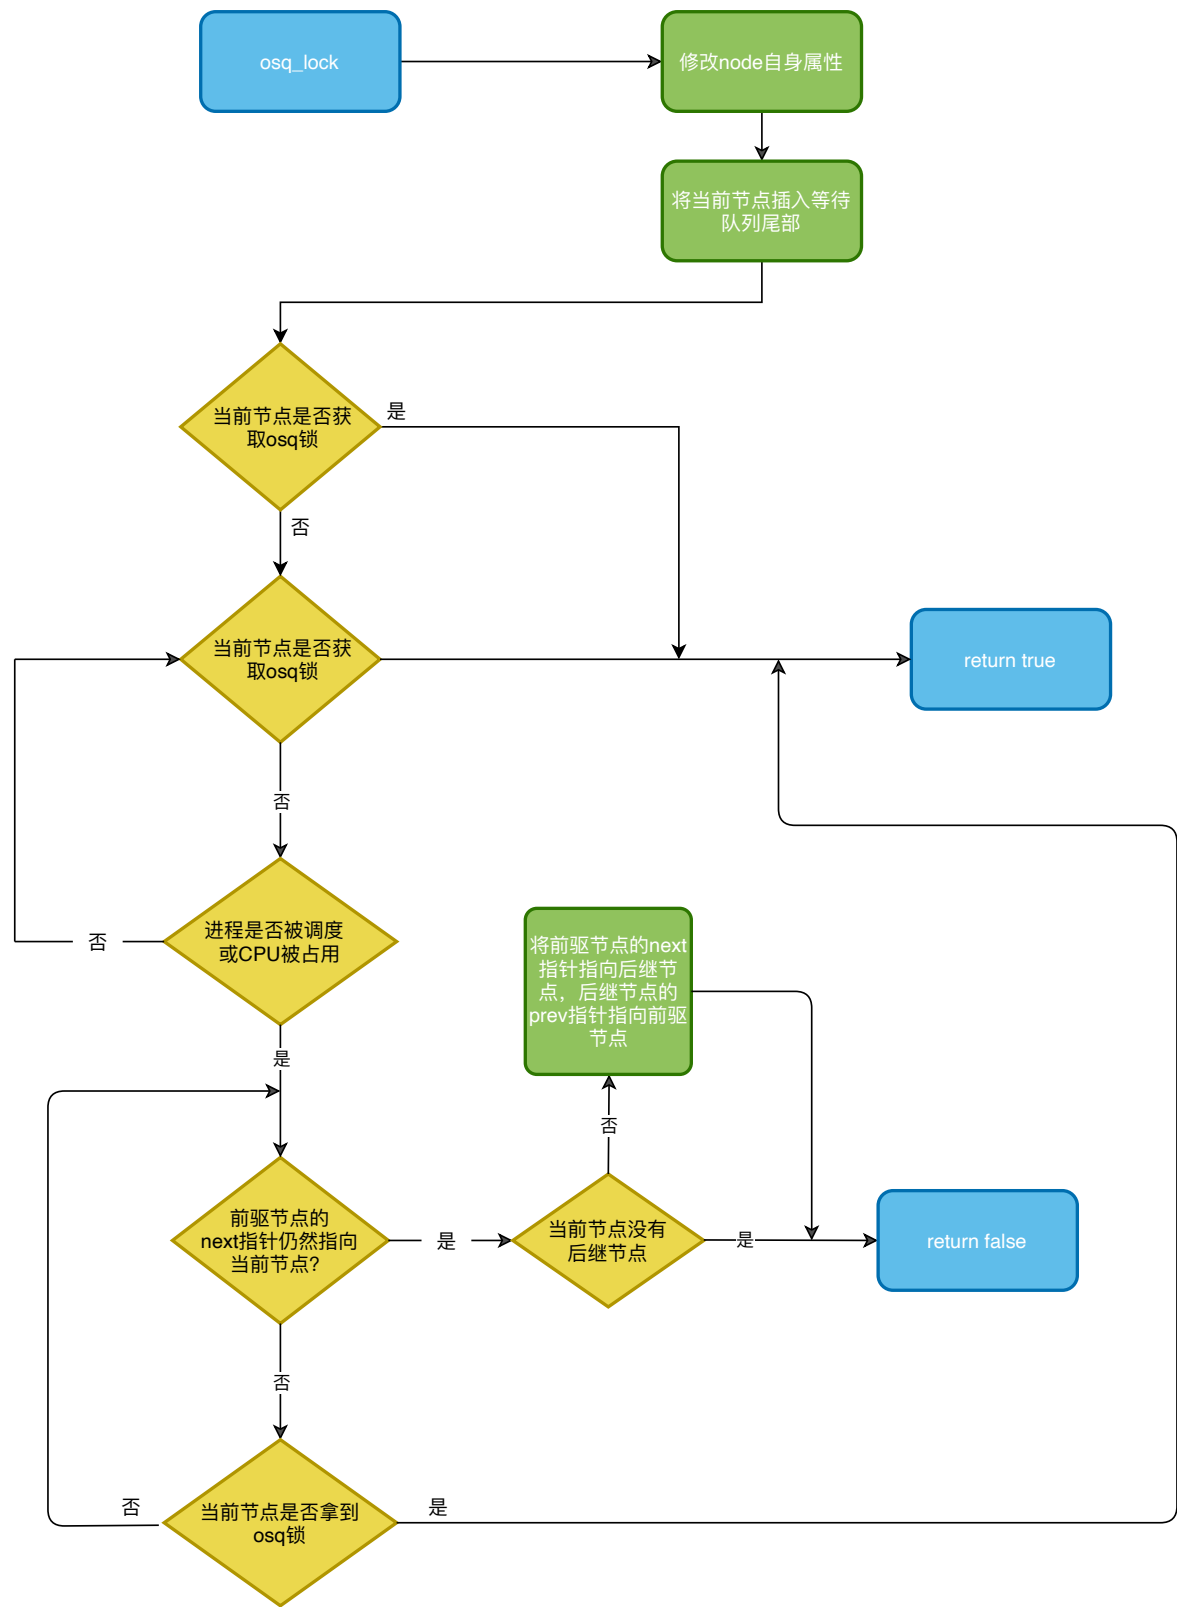 osq_lock
修改node自身属性
将当前节点插入等待
队列尾部
当前节点是否获
取osq锁
是
否
当前节点是否获
取osq锁
return true
否
进程是否被调度
或CPU被占用
否
是
将前驱节点的next
指针指向后继节
点，后继节点的
prev指针指向前驱
节点
否
前驱节点的
next指针仍然指向
当前节点？
是
当前节点没有
后继节点
是
return false
否
当前节点是否拿到
osq锁
否
是